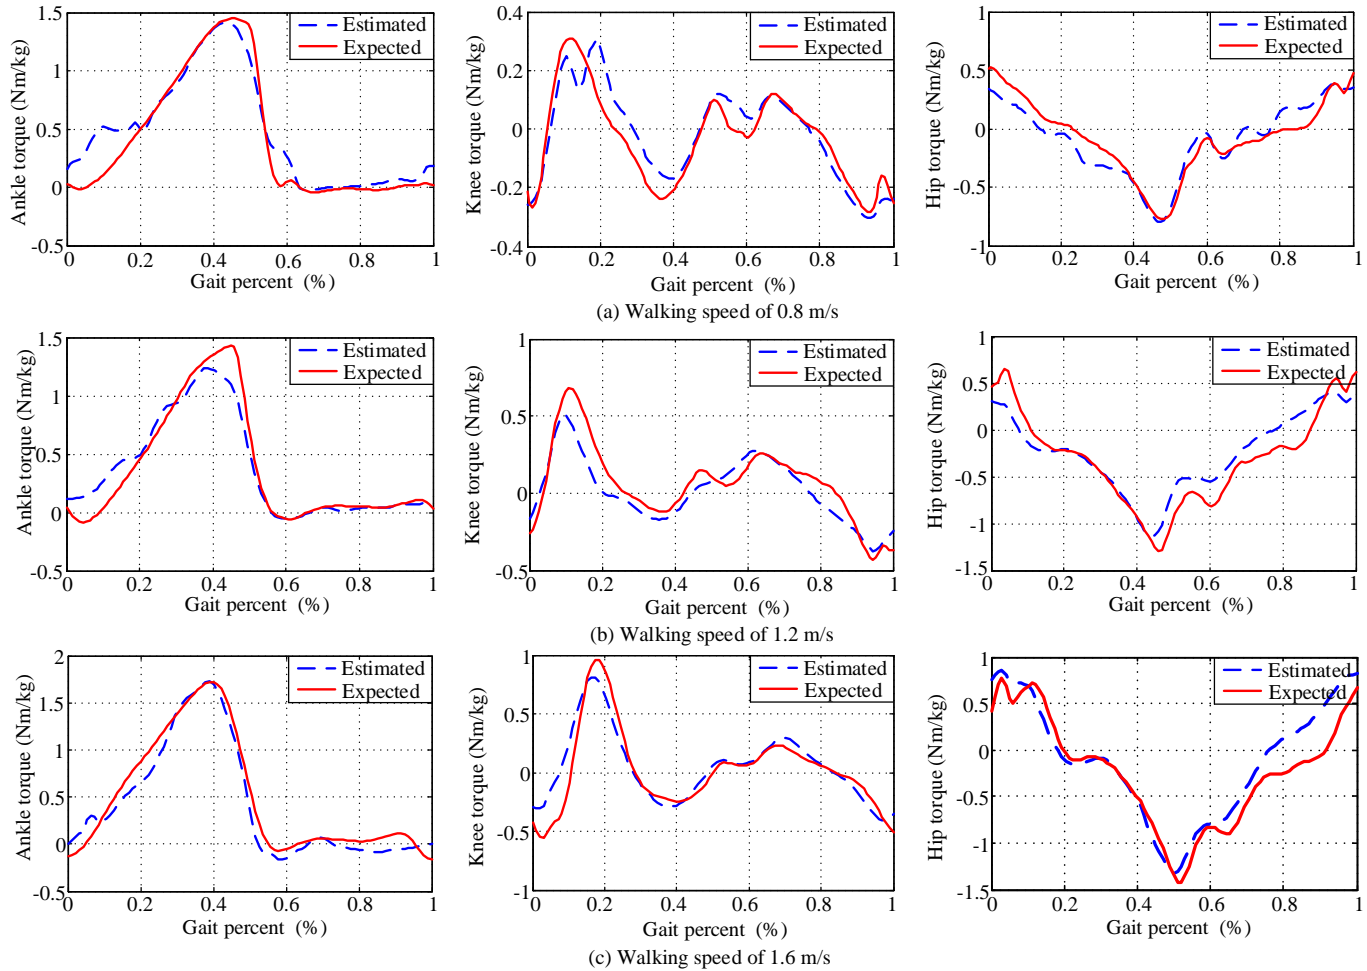 1.5
1
0.5
0
-0.5
Ankle torque (Nm/kg)
Estimated
Expected
0 0.2 0.4 0.6 0.8 1
Gait percent (%)
0.4
0.2
0
-0.2
0.4
Knee torque (Nm/kg)
Estimated
Expected
0 0.2 0.4 0.6 0.8 1
Gait percent (%)
1
0.5
0
-0.5
-1
Hip torque (Nm/kg)
Estimated
Expected
0 0.2 0.4 0.6 0.8 1
Gait percent (%)
(a) Walking speed of 0.8 m/s
1.5
1
0.5
0
-0.5
Ankle torque (Nm/kg)
Estimated
Expected
0 0.2 0.4 0.6 0.8 1
Gait percent (%)
1
0.5
0
-0.5
Knee torque (Nm/kg)
Estimated
Expected
0 0.2 0.4 0.6 0.8 1
Gait percent (%)
1
0.5
0
-0.5
-1
-1.5
Hip torque (Nm/kg)
Estimated
Expected
0 0.2 0.4 0.6 0.8 1
Gait percent (%)
(b) Walking speed of 1.2 m/s
2
1.5
1
0.5
0
-0.5
Ankle torque (Nm/kg)
Estimated
Expected
0 0.2 0.4 0.6 0.8 1
Gait percent (%)
1
0.5
0
-0.5
-1
Knee torque (Nm/kg)
Estimated
Expected
0 0.2 0.4 0.6 0.8 1
Gait percent (%)
1
0.5
0
-0.5
-1
-1.5
Hip torque (Nm/kg)
Estimated
Expected
0 0.2 0.4 0.6 0.8 1
Gait percent (%)
(c) Walking speed of 1.6 m/s